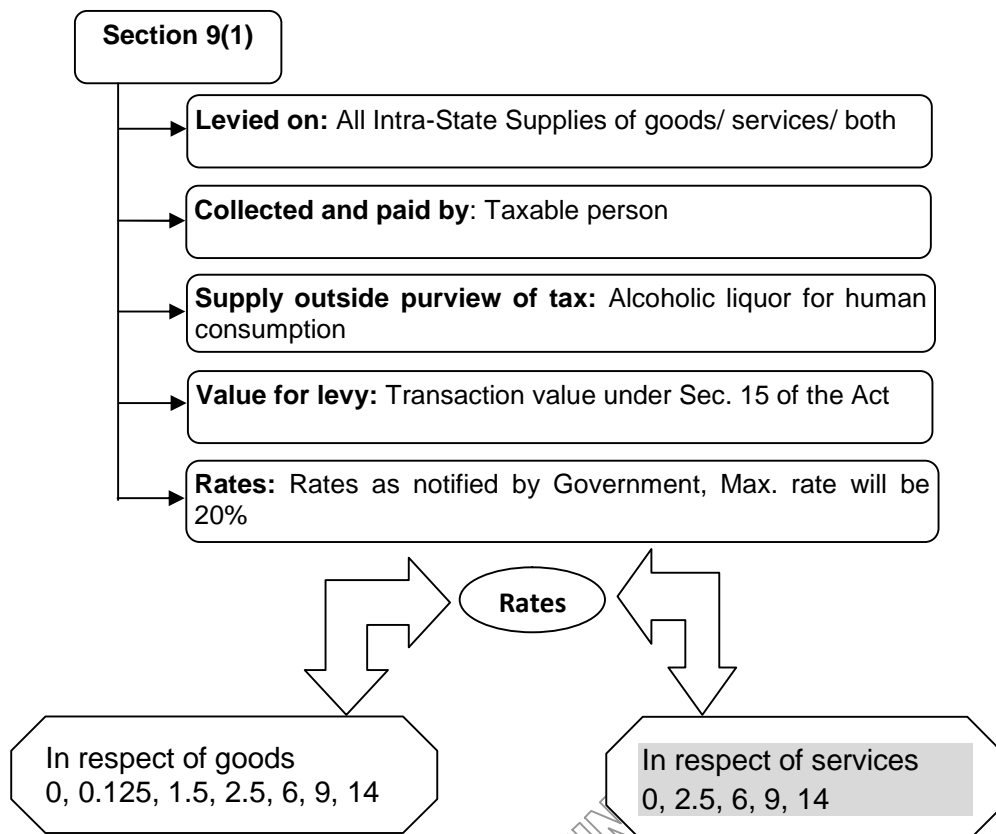 Section 9(1)
Levied on: All Intra-State Supplies of goods/ services/ both
Collected and paid by: Taxable person
Supply outside purview of tax: Alcoholic liquor for human
consumption
Value for levy: Transaction value under Sec. 15 of the Act
Rates: Rates as notified by Government, Max. rate will be
20%
Rates
In respect of goods
0, 0.125, 1.5, 2.5, 6, 9, 14
In respect of services
0, 2.5, 6, 9, 14